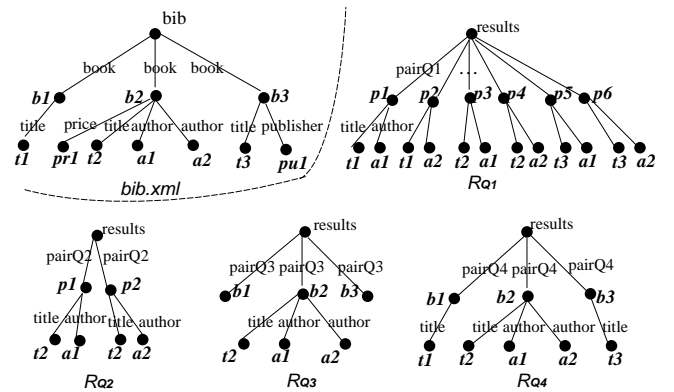 bib
book book book
b1 b2 b3
title price title author author title publisher
t1 pr1 t2 a1 a2 t3 pu1
bib.xml
results
pairQ1 ...
p1 p2 p3 p4 p5 p6
title author
t1 a1 t1 a2 t2 a1 t2 a2 t3 a1 t3 a2
RQ1
results
pairQ2 pairQ2
p1 p2
title author title author
t2 a1 t2 a2
RQ2
results
pairQ3 pairQ3 pairQ3
b1 b2 b3
title author author
t2 a1 a2
RQ3
results
pairQ4 pairQ4 pairQ4
b1 b2 b3
title title author author title
t1 t2 a1 a2 t3
RQ4